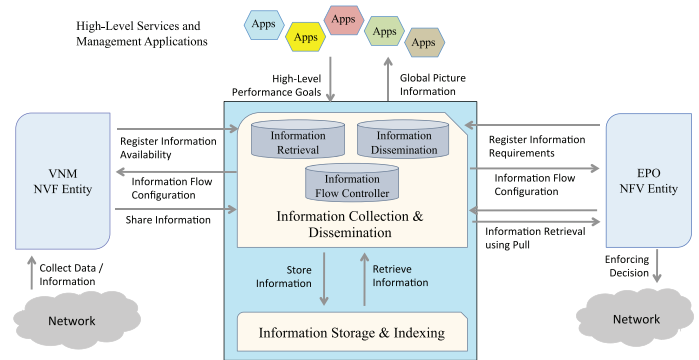 High-Level Services and
Management Applications
Apps
Apps
Apps
Apps
Apps
High-Level
Performance Goals
Global Picture
Information
VNM
NVF Entity
Register Information
Availability
Information Flow
Configuration
Share Information
Information
Retrieval
Information
Dissemination
Information
Flow Controller
Information Collection &
Dissemination
Register Information
Requirements
Information Flow
Configuration
Information Retrieval
using Pull
EPO
NFV Entity
Collect Data /
Information
Network
Store
Information
Retrieve
Information
Information Storage & Indexing
Enforcing
Decision
Network